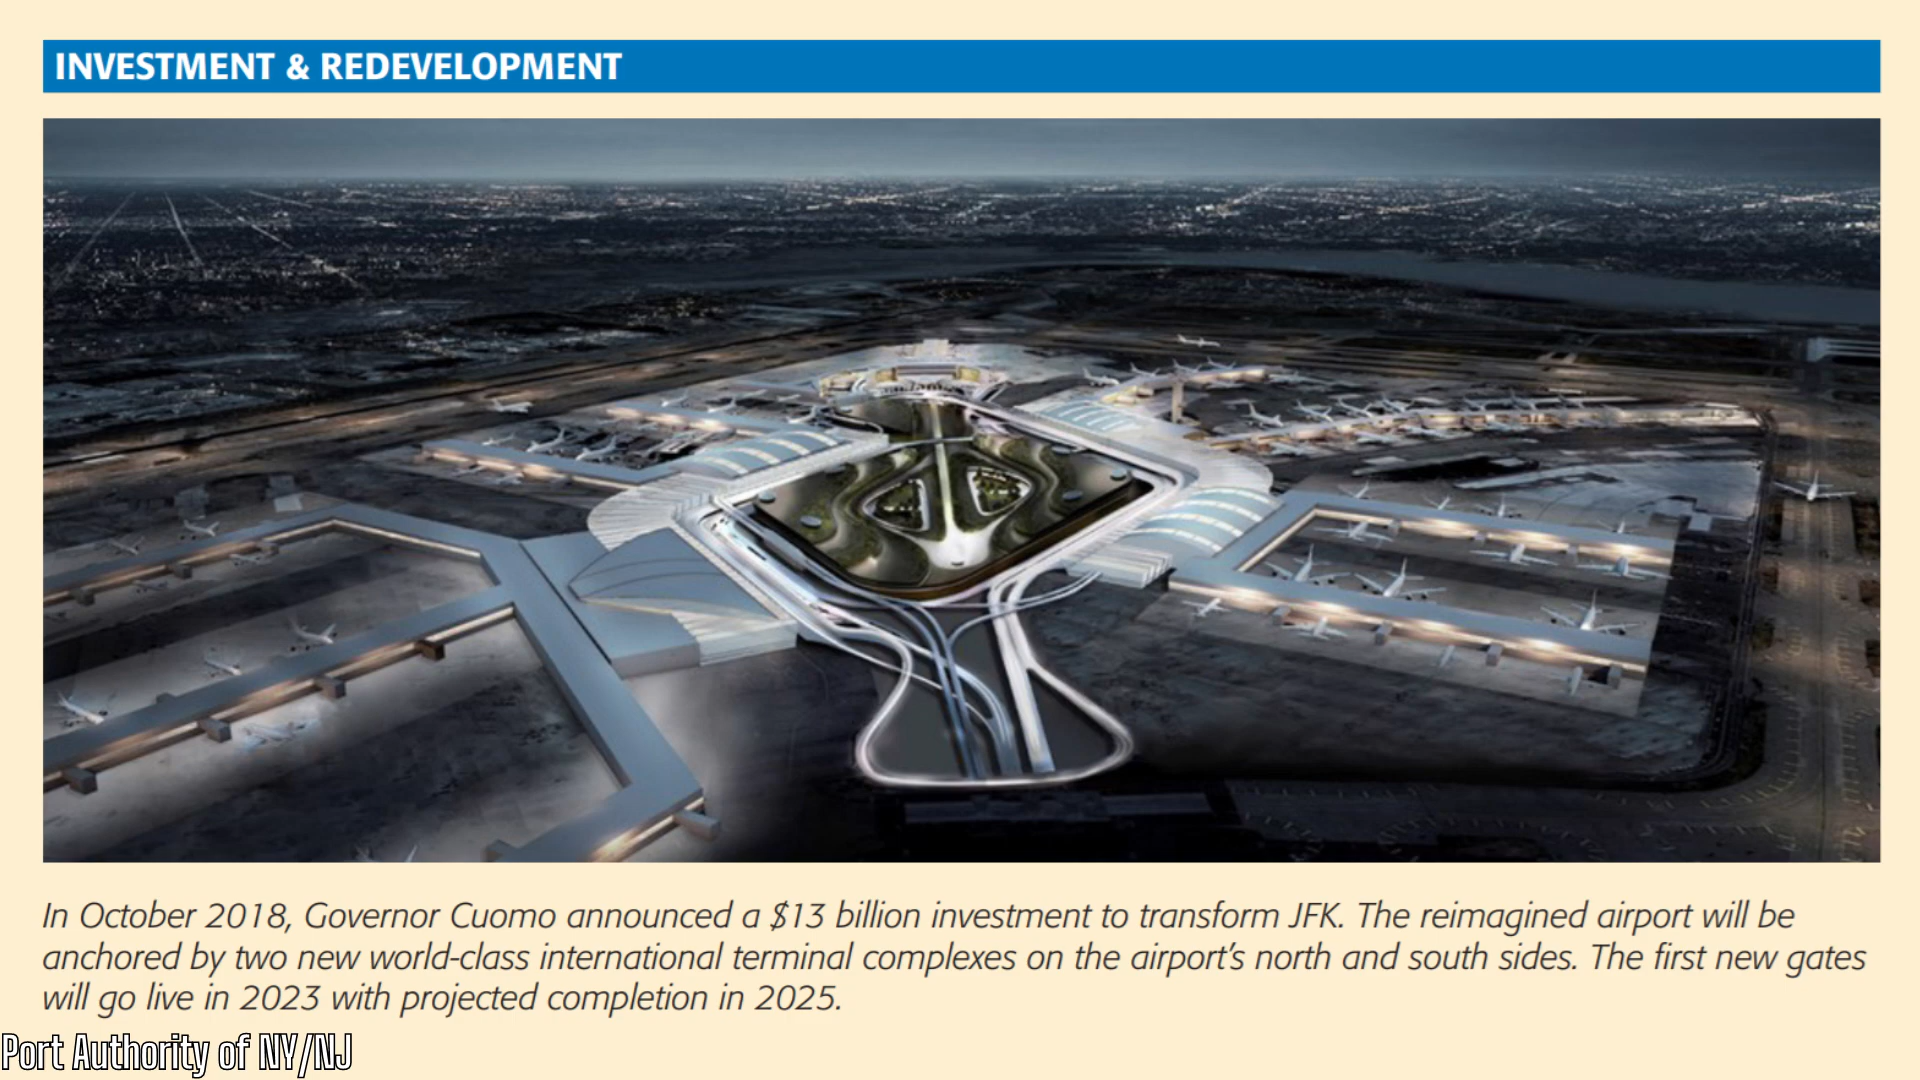 INVESTMENT & REDEVELOPMENT
In October 2018, Governor Cuomo announced a $13 billion investment to transform JFK. The reimagined airport will be
anchored by two new world-class international terminal complexes on the airport's north and south sides. The first new gates
will go live in 2023 with projected completion in 2025.
Port Authority of NY/NJ